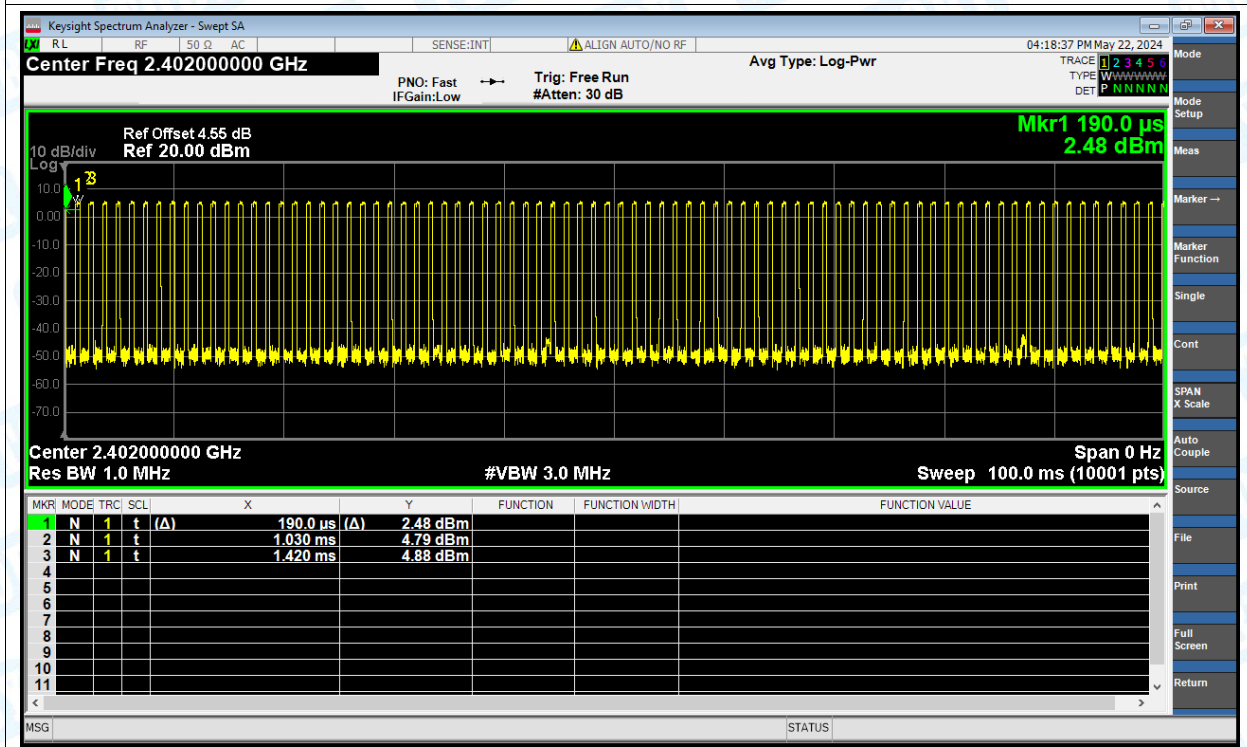 Keysight Spectrum Analyzer - Swept SA
LXI RL RF 50 Ω AC SENSE:INT ALIGN AUTO/NO RF 04:18:37 PM May 22, 2024
Center Freq 2.402000000 GHz
Avg Type: Log-Pwr
TRACE 1 2 3 4 5 6
TYPE WWWWWW
DET P N N N N N
PNO: Fast
IFGain:Low
Trig: Free Run
#Atten: 30 dB
Mkr1 190.0 µs
2.48 dBm
Ref Offset 4.55 dB
10 dB/div Ref 20.00 dBm
Log
10.0
0.00
-10.0
-20.0
-30.0
-40.0
-50.0
-60.0
-70.0
1
Center 2.402000000 GHz Span 0 Hz
Res BW 1.0 MHz #VBW 3.0 MHz Sweep 100.0 ms (10001 pts)
MKR MODE TRC SCL X Y FUNCTION FUNCTION WIDTH FUNCTION VALUE
1 N 1 t (Δ) 190.0 µs (Δ) 2.48 dBm
2 N 1 t 1.030 ms 4.79 dBm
3 N 1 t 1.420 ms 4.88 dBm
4
5
6
7
8
9
10
11
MSG STATUS
Mode
Mode
Setup
Meas
Marker →
Marker
Function
Single
Cont
SPAN
X Scale
Auto
Couple
Source
File
Print
Full
Screen
Return